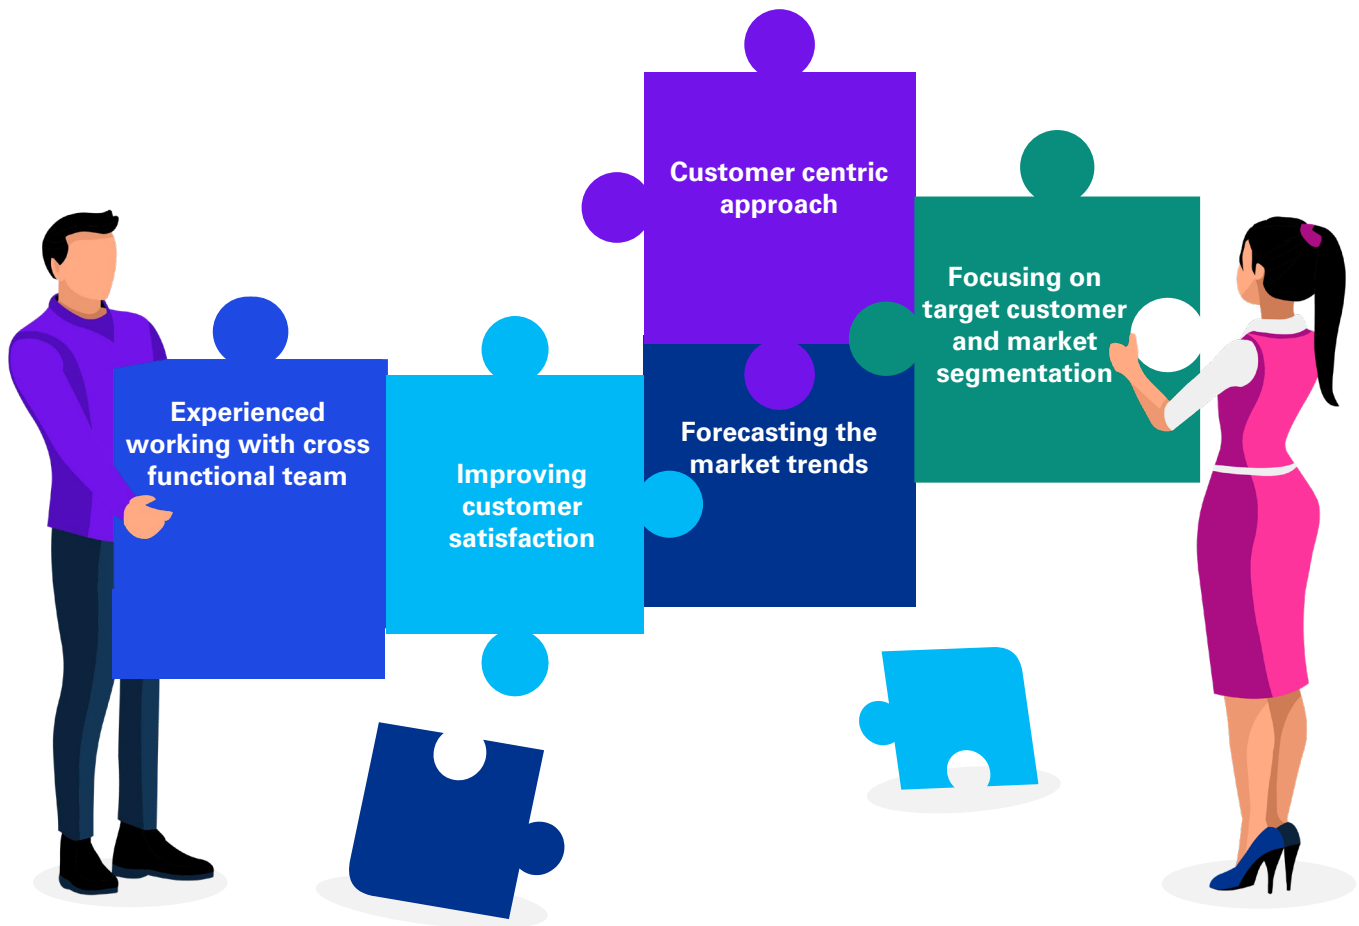 Customer centric
approach
Focusing on
target customer
and market
segmentation
Experienced
working with cross
functional team
Improving
customer
satisfaction
Forecasting the
market trends